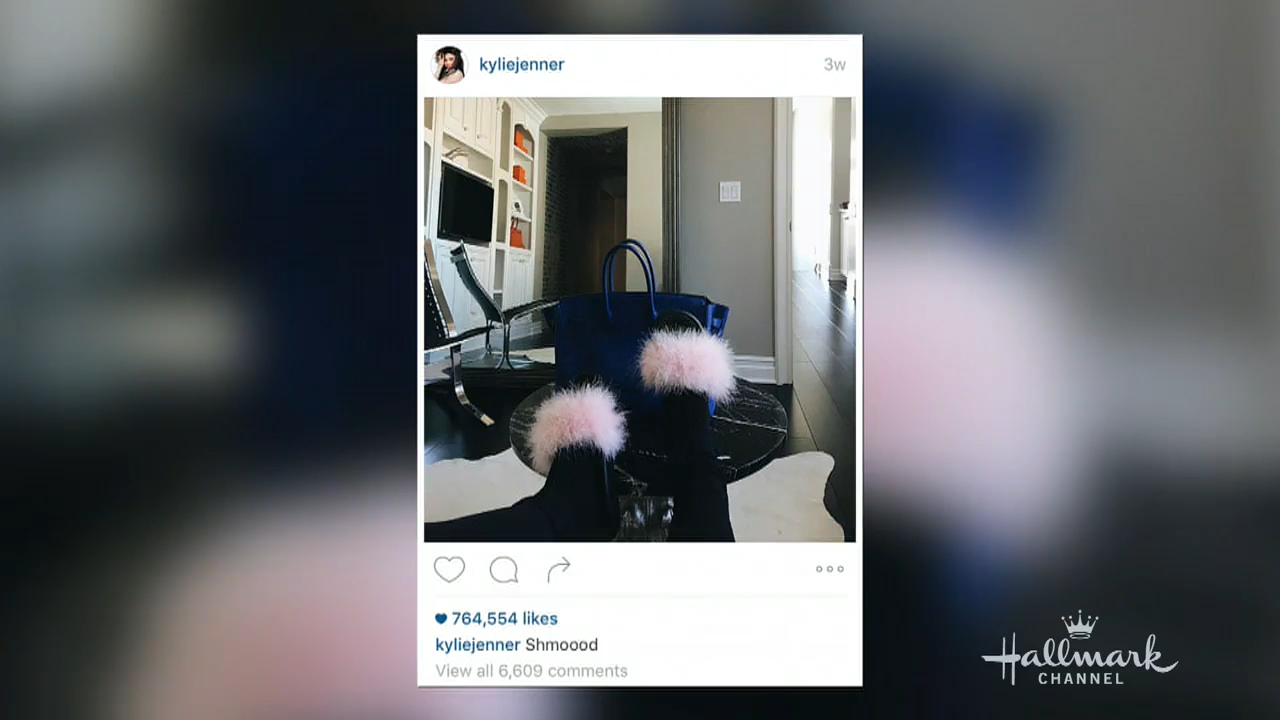 kyliejenner
3w
764,554 likes
kyliejenner Shmoood
View all 6,609 comments
Hallmark
CHANNEL